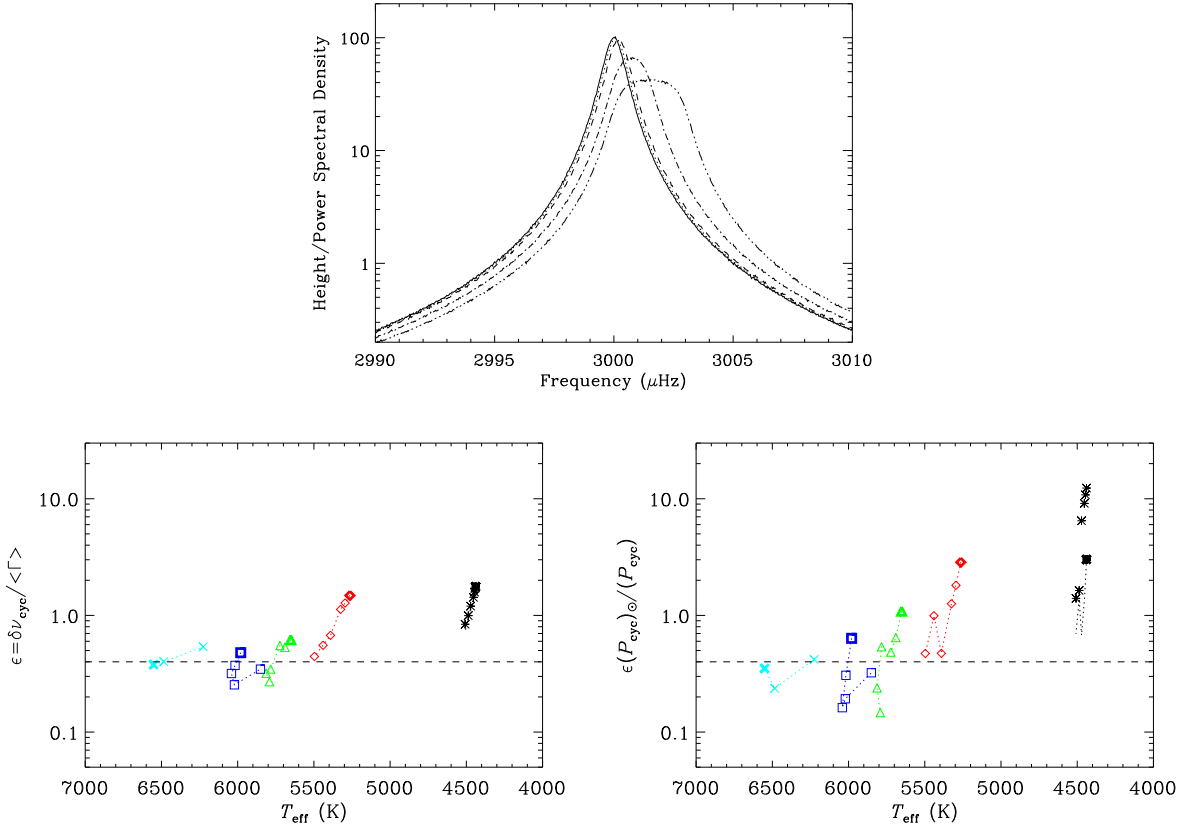 Height/Power Spectral Density
100
10
1
2990 2995 3000 3005 3010
Frequency (μHz)
ϵ=δν_cyc/<Γ>
10.0
1.0
0.1
7000 6500 6000 5500 5000 4500 4000
T_eff (K)
ϵ(P_cyc)_⊙/(P_cyc)
10.0
1.0
0.1
7000 6500 6000 5500 5000 4500 4000
T_eff (K)